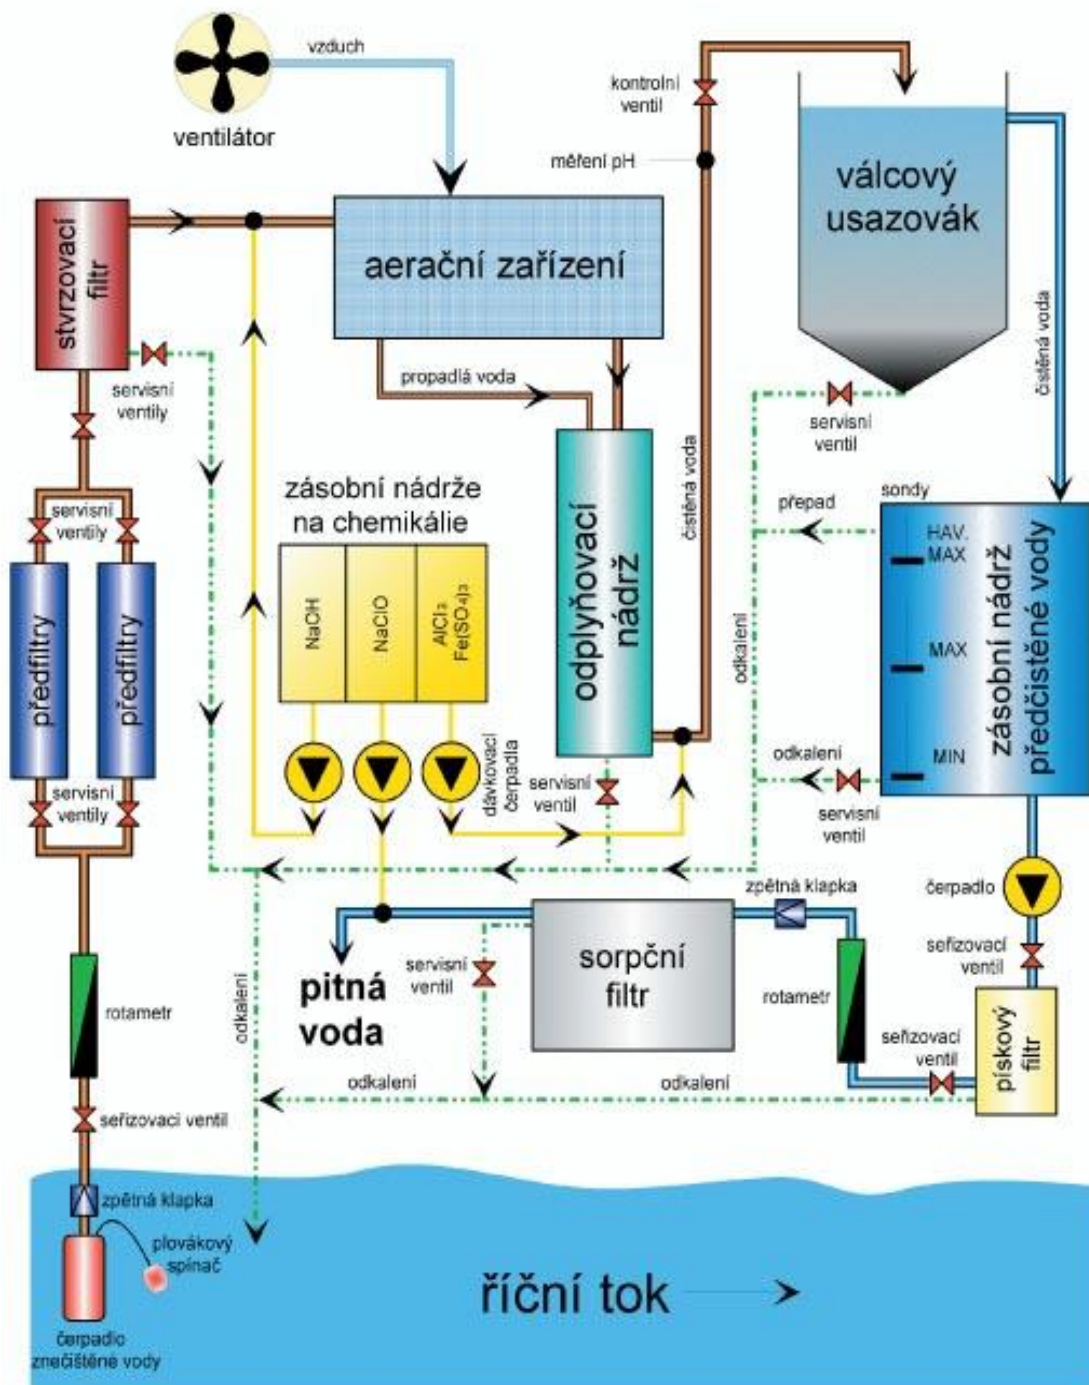 vzduch
ventilátor
kontrolní
ventil
měření pH
válcový
usazovák
stvrzovací
filtr
aerační zařízení
čistěná voda
propadlá voda
servisní
ventily
servisní
ventil
zásobní nádrže
na chemikálie
čistěná voda
sondy
přepad
servisní
ventily
HAV.
MAX
NaOH
NaClO
AlCl3
Fe(SO4)3
odplyňovací
nádrž
odkalení
MAX
zásobní nádrž
předčistěné vody
předfiltry
předfiltry
MIN
odkalení
dávkovací
čerpadla
servisní
ventil
servisní
ventily
servisní
ventil
zpětná klapka
čerpadlo
servisní
ventil
sorpční
filtr
seřizovací
ventil
pitná
voda
rotametr
rotametr
odkalení
seřizovací
ventil
pískový
filtr
odkalení
odkalení
seřizovací ventil
zpětná klapka
plovákový
spínač
říční tok
čerpadlo
znečištěné vody